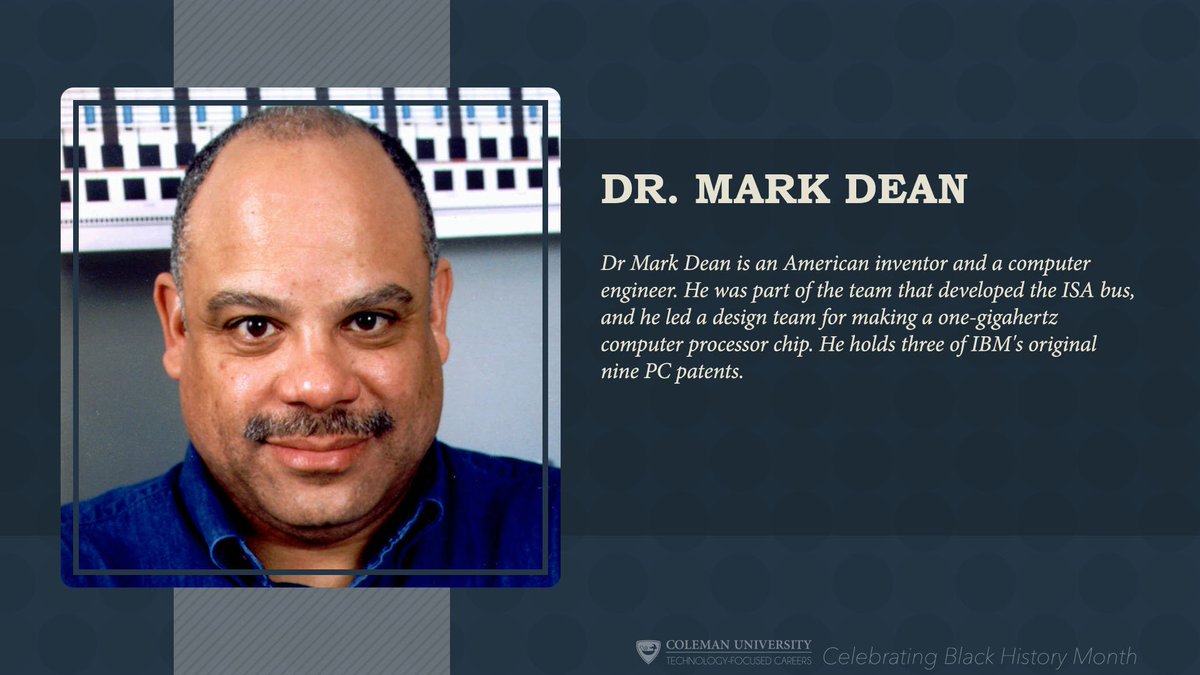 DR. MARK DEAN
Dr Mark Dean is an American inventor and a computer
engineer. He was part of the team that developed the ISA bus,
and he led a design team for making a one-gigahertz
computer processor chip. He holds three of IBM's original
nine PC patents.
COLEMAN UNIVERSITY
TECHNOLOGY-FOCUSED CAREERS
Celebrating Black History Month